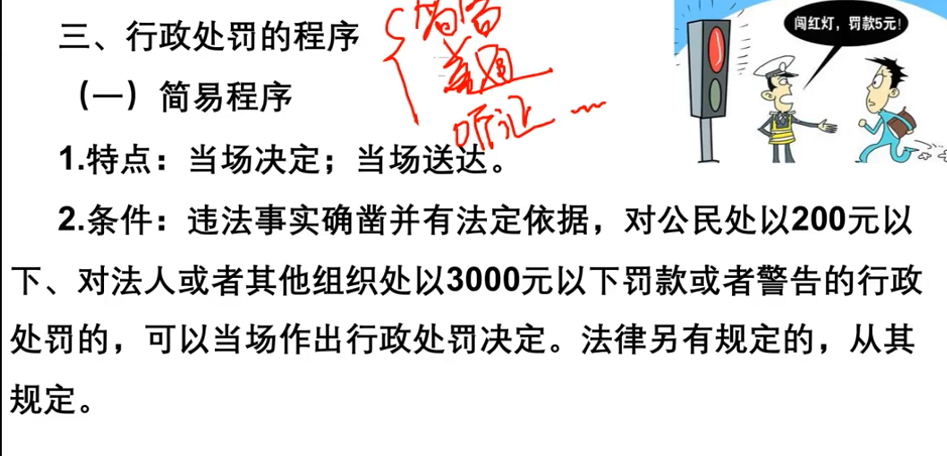 三、行政处罚的程序
普通
听证
闯红灯，罚款5元！
（一）简易程序
1.特点：当场决定；当场送达。
2.条件：违法事实确凿并有法定依据，对公民处以200元以
下、对法人或者其他组织处以3000元以下罚款或者警告的行政
处罚的，可以当场作出行政处罚决定。法律另有规定的，从其
规定。